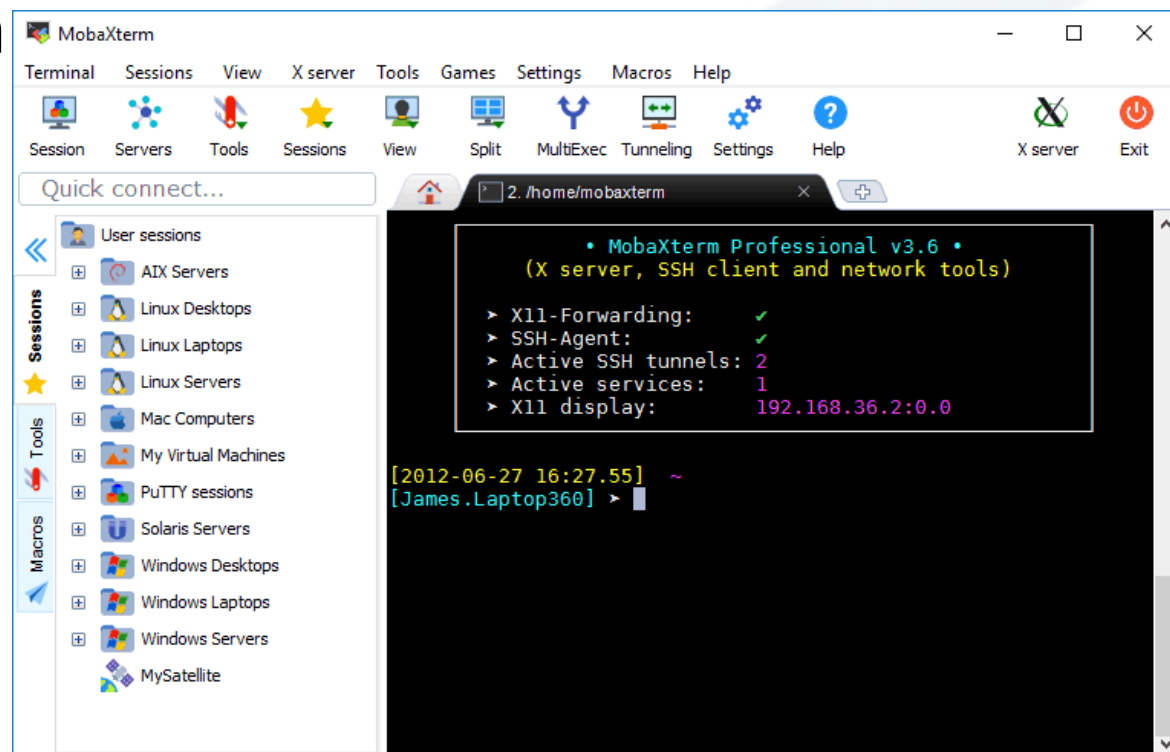 MobaXterm
Terminal Sessions View X server Tools Games Settings Macros Help
Session Servers Tools Sessions View Split MultiExec Tunneling Settings Help X server Exit
Quick connect...
2. /home/mobaxterm
User sessions
AIX Servers
Linux Desktops
Linux Laptops
Linux Servers
Mac Computers
My Virtual Machines
PuTTY sessions
Solaris Servers
Windows Desktops
Windows Laptops
Windows Servers
MySatellite
Sessions
Tools
Macros
• MobaXterm Professional v3.6 •
(X server, SSH client and network tools)
➤ X11-Forwarding: ✔
➤ SSH-Agent: ✔
➤ Active SSH tunnels: 2
➤ Active services: 1
➤ X11 display: 192.168.36.2:0.0
[2012-06-27 16:27.55] ~
[James.Laptop360] ➤